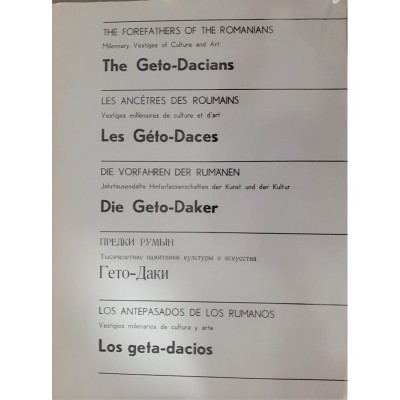 THE FOREFATHERS OF THE ROMANIANS
Milennary Vestiges of Culture and Art
The Geto-Dacians
LES ANCÊTRES DES ROUMAINS
Vestiges millénaires de culture et d'art
Les Géto-Daces
DIE VORFAHREN DER RUMÄNEN
Jahrtausendalte Hinterlassenschaften der Kunst und der Kultur
Die Geto-Daker
ПРЕДКИ РУМЫН
Тысячелетние памятники культуры и искусства
Гето-Даки
LOS ANTEPASADOS DE LOS RUMANOS
Vestigios milenarios de cultura y arte
Los geta-dacios